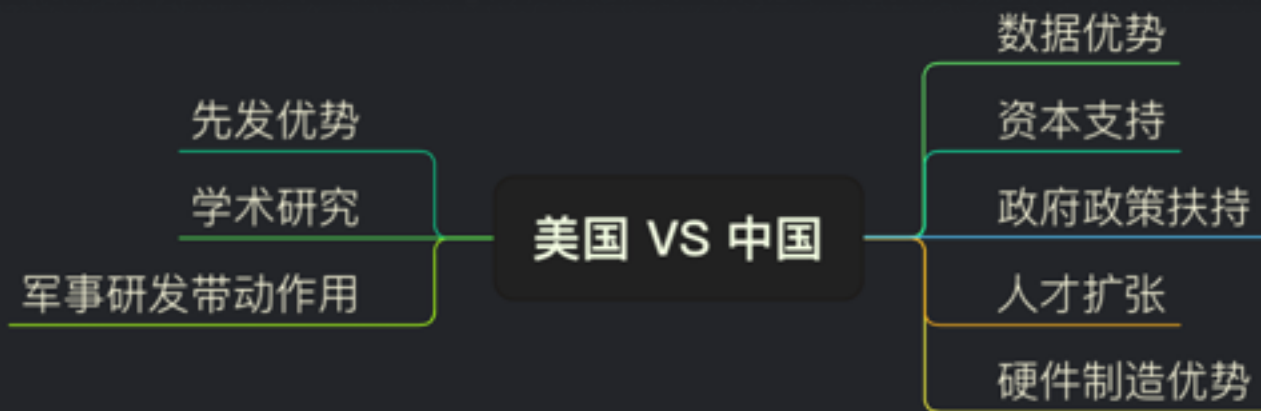 先发优势
学术研究
军事研发带动作用
美国 VS 中国
数据优势
资本支持
政府政策扶持
人才扩张
硬件制造优势